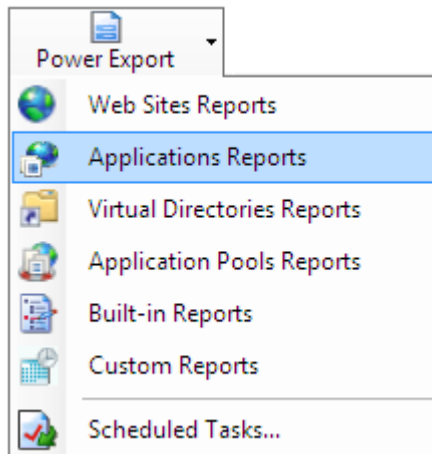 Power Export
Web Sites Reports
Applications Reports
Virtual Directories Reports
Application Pools Reports
Built-in Reports
Custom Reports
Scheduled Tasks...